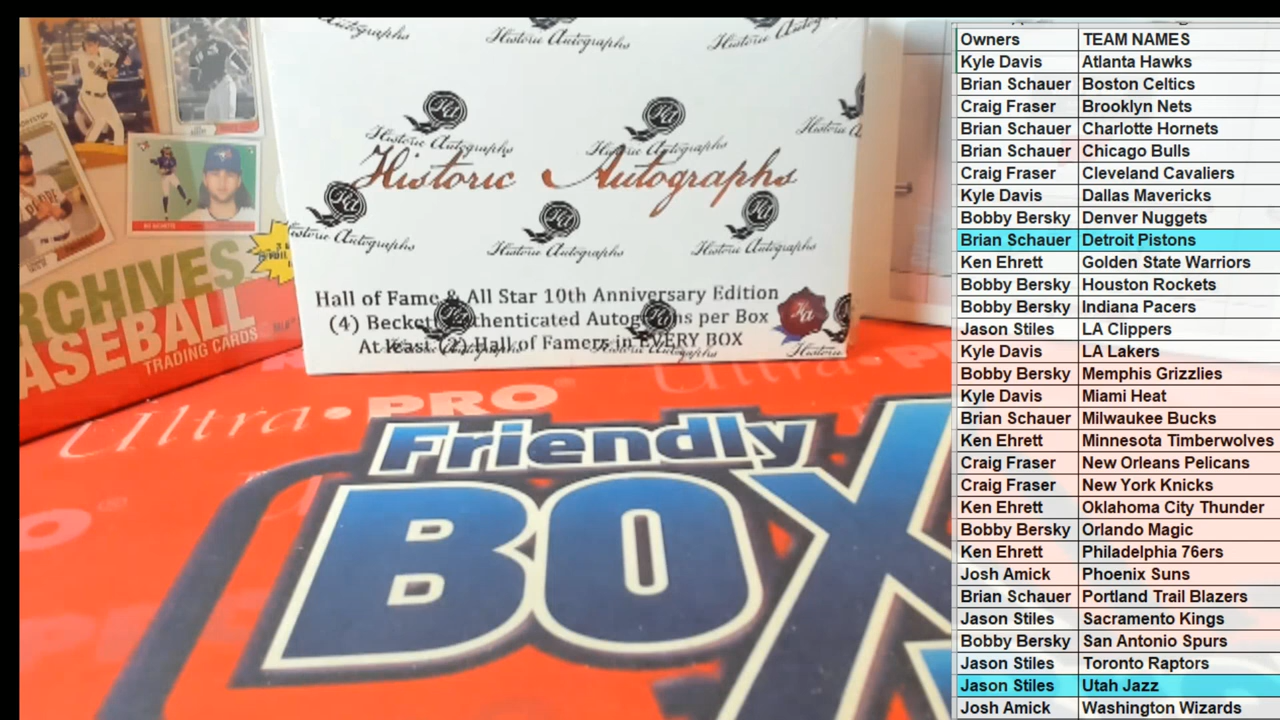 Historic Autographs
Historic Autographs
Historic Autographs
Historic Autographs
Historic Autographs
Historic Autographs
Historic Autographs
Historic Autographs
Historic Autographs
Hall of Fame & All Star 10th Anniversary Edition
(4) Beckett Authenticated Autographs per Box
At least (2) Hall of Famers in EVERY BOX
RCHIVES
ASEBALL
TRADING CARDS
Ultra•PRO
Friendly
BOX
Owners TEAM NAMES
Kyle Davis Atlanta Hawks
Brian Schauer Boston Celtics
Craig Fraser Brooklyn Nets
Brian Schauer Charlotte Hornets
Brian Schauer Chicago Bulls
Craig Fraser Cleveland Cavaliers
Kyle Davis Dallas Mavericks
Bobby Bersky Denver Nuggets
Brian Schauer Detroit Pistons
Ken Ehrett Golden State Warriors
Bobby Bersky Houston Rockets
Bobby Bersky Indiana Pacers
Jason Stiles LA Clippers
Kyle Davis LA Lakers
Bobby Bersky Memphis Grizzlies
Kyle Davis Miami Heat
Brian Schauer Milwaukee Bucks
Ken Ehrett Minnesota Timberwolves
Craig Fraser New Orleans Pelicans
Craig Fraser New York Knicks
Ken Ehrett Oklahoma City Thunder
Bobby Bersky Orlando Magic
Ken Ehrett Philadelphia 76ers
Josh Amick Phoenix Suns
Brian Schauer Portland Trail Blazers
Jason Stiles Sacramento Kings
Bobby Bersky San Antonio Spurs
Jason Stiles Toronto Raptors
Jason Stiles Utah Jazz
Josh Amick Washington Wizards